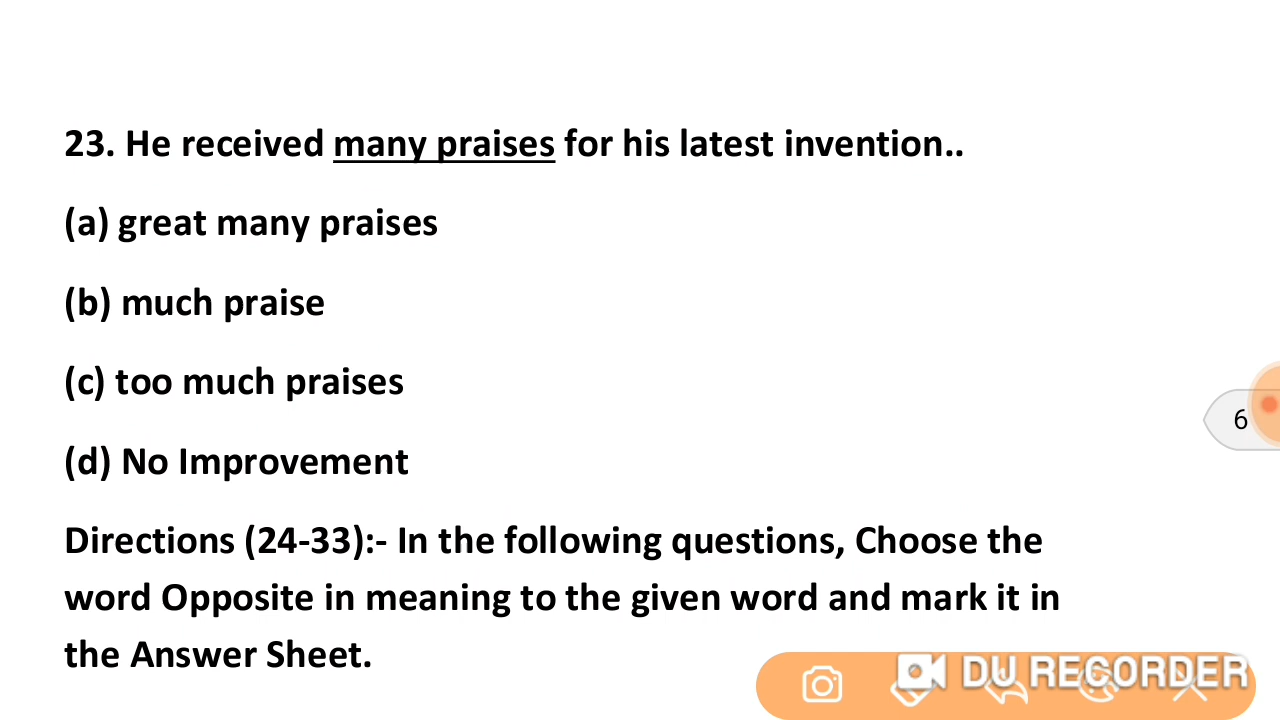 23. He received many praises for his latest invention..
(a) great many praises
(b) much praise
(c) too much praises
(d) No Improvement
6
Directions (24-33):- In the following questions, Choose the
word Opposite in meaning to the given word and mark it in
the Answer Sheet.
DU RECORDER